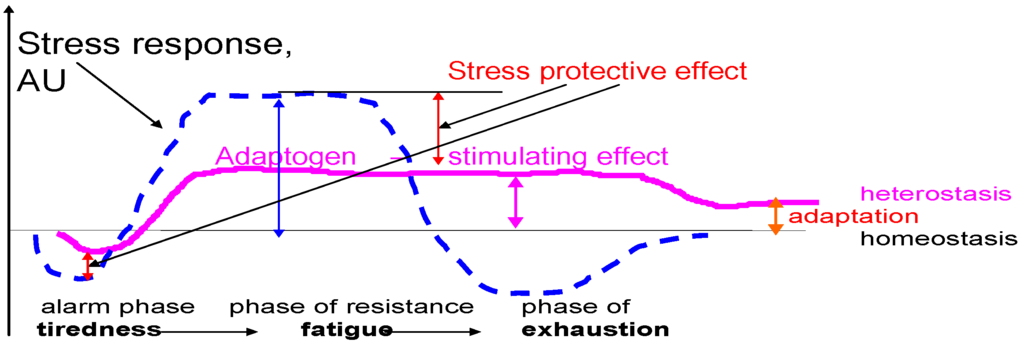 Stress response,
AU
Stress protective effect
Adaptogen – stimulating effect
heterostasis
adaptation
homeostasis
alarm phase phase of resistance phase of
tiredness fatigue exhaustion